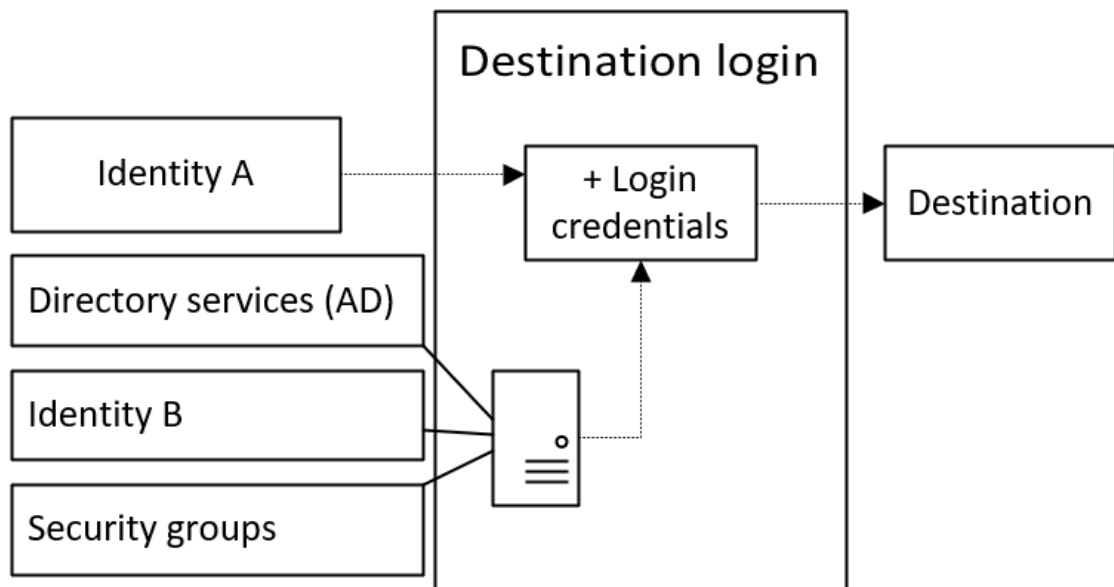 Destination login
Identity A
+ Login
credentials
Destination
Directory services (AD)
Identity B
Security groups